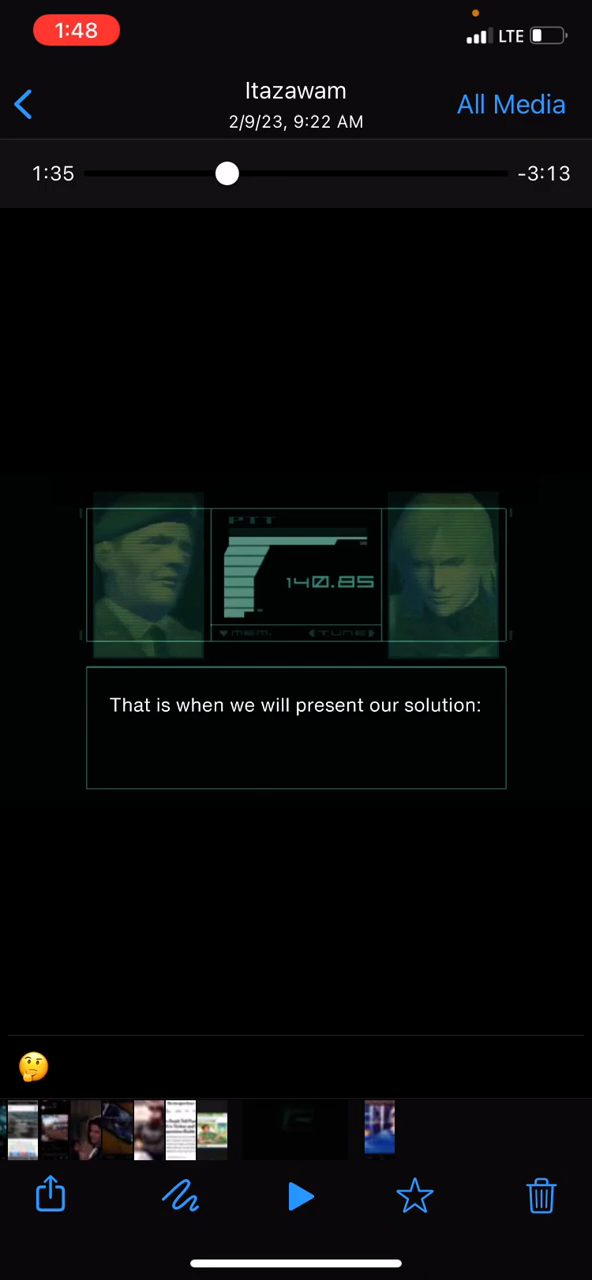 1:48
LTE
Itazawam
2/9/23, 9:22 AM
All Media
1:35
-3:13
PTT
140.85
MEM.
TUNE
That is when we will present our solution: